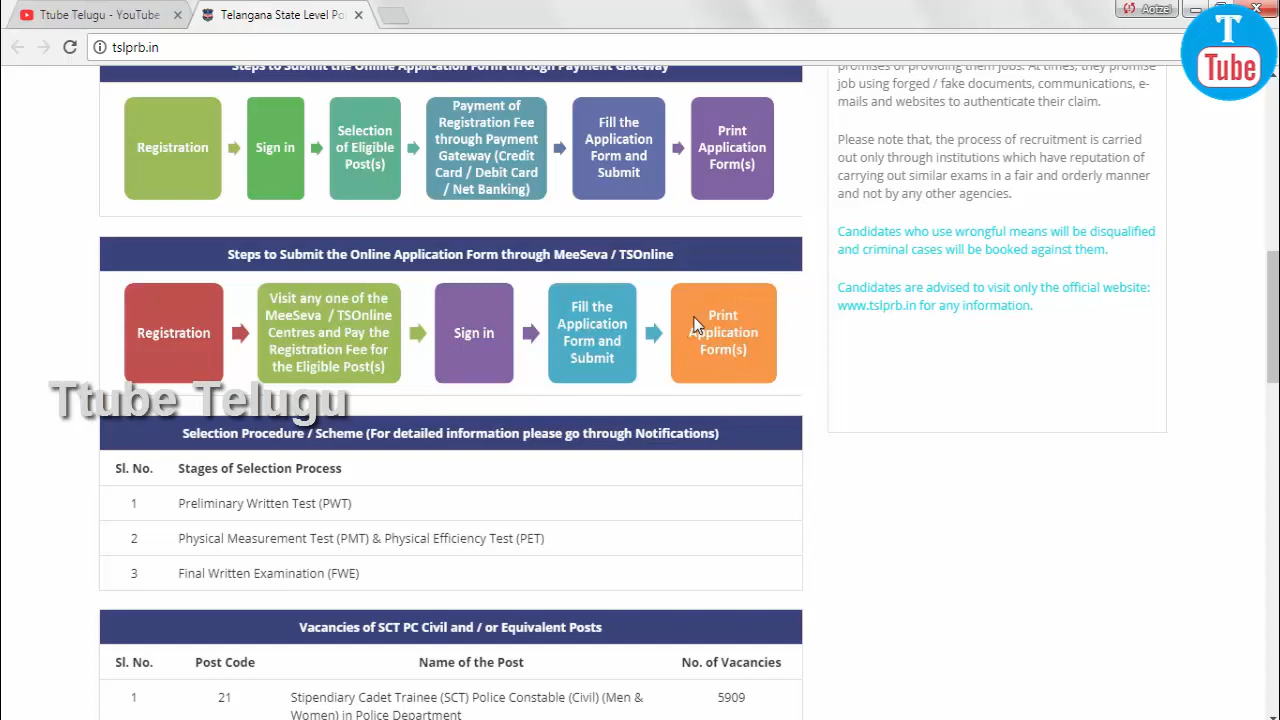 Ttube Telugu - YouTube
Telangana State Level Po
Aotzel
tslprb.in
T
Tube
Steps to Submit the Online Application Form through Payment Gateway
Registration
Sign in
Selection
of Eligible
Post(s)
Payment of
Registration Fee
through Payment
Gateway (Credit
Card / Debit Card
/ Net Banking)
Fill the
Application
Form and
Submit
Print
Application
Form(s)
Steps to Submit the Online Application Form through MeeSeva / TSOnline
Registration
Visit any one of the
MeeSeva / TSOnline
Centres and Pay the
Registration Fee for
the Eligible Post(s)
Sign in
Fill the
Application
Form and
Submit
Print
Application
Form(s)
Ttube Telugu
Selection Procedure / Scheme (For detailed information please go through Notifications)
Sl. No. Stages of Selection Process
1 Preliminary Written Test (PWT)
2 Physical Measurement Test (PMT) & Physical Efficiency Test (PET)
3 Final Written Examination (FWE)
Vacancies of SCT PC Civil and / or Equivalent Posts
Sl. No. Post Code Name of the Post No. of Vacancies
1 21 Stipendiary Cadet Trainee (SCT) Police Constable (Civil) (Men & 5909
Women) in Police Department
promises of providing them jobs. At times, they promise
job using forged / fake documents, communications, e-
mails and websites to authenticate their claim.
Please note that, the process of recruitment is carried
out only through institutions which have reputation of
carrying out similar exams in a fair and orderly manner
and not by any other agencies.
Candidates who use wrongful means will be disqualified
and criminal cases will be booked against them.
Candidates are advised to visit only the official website:
www.tslprb.in for any information.